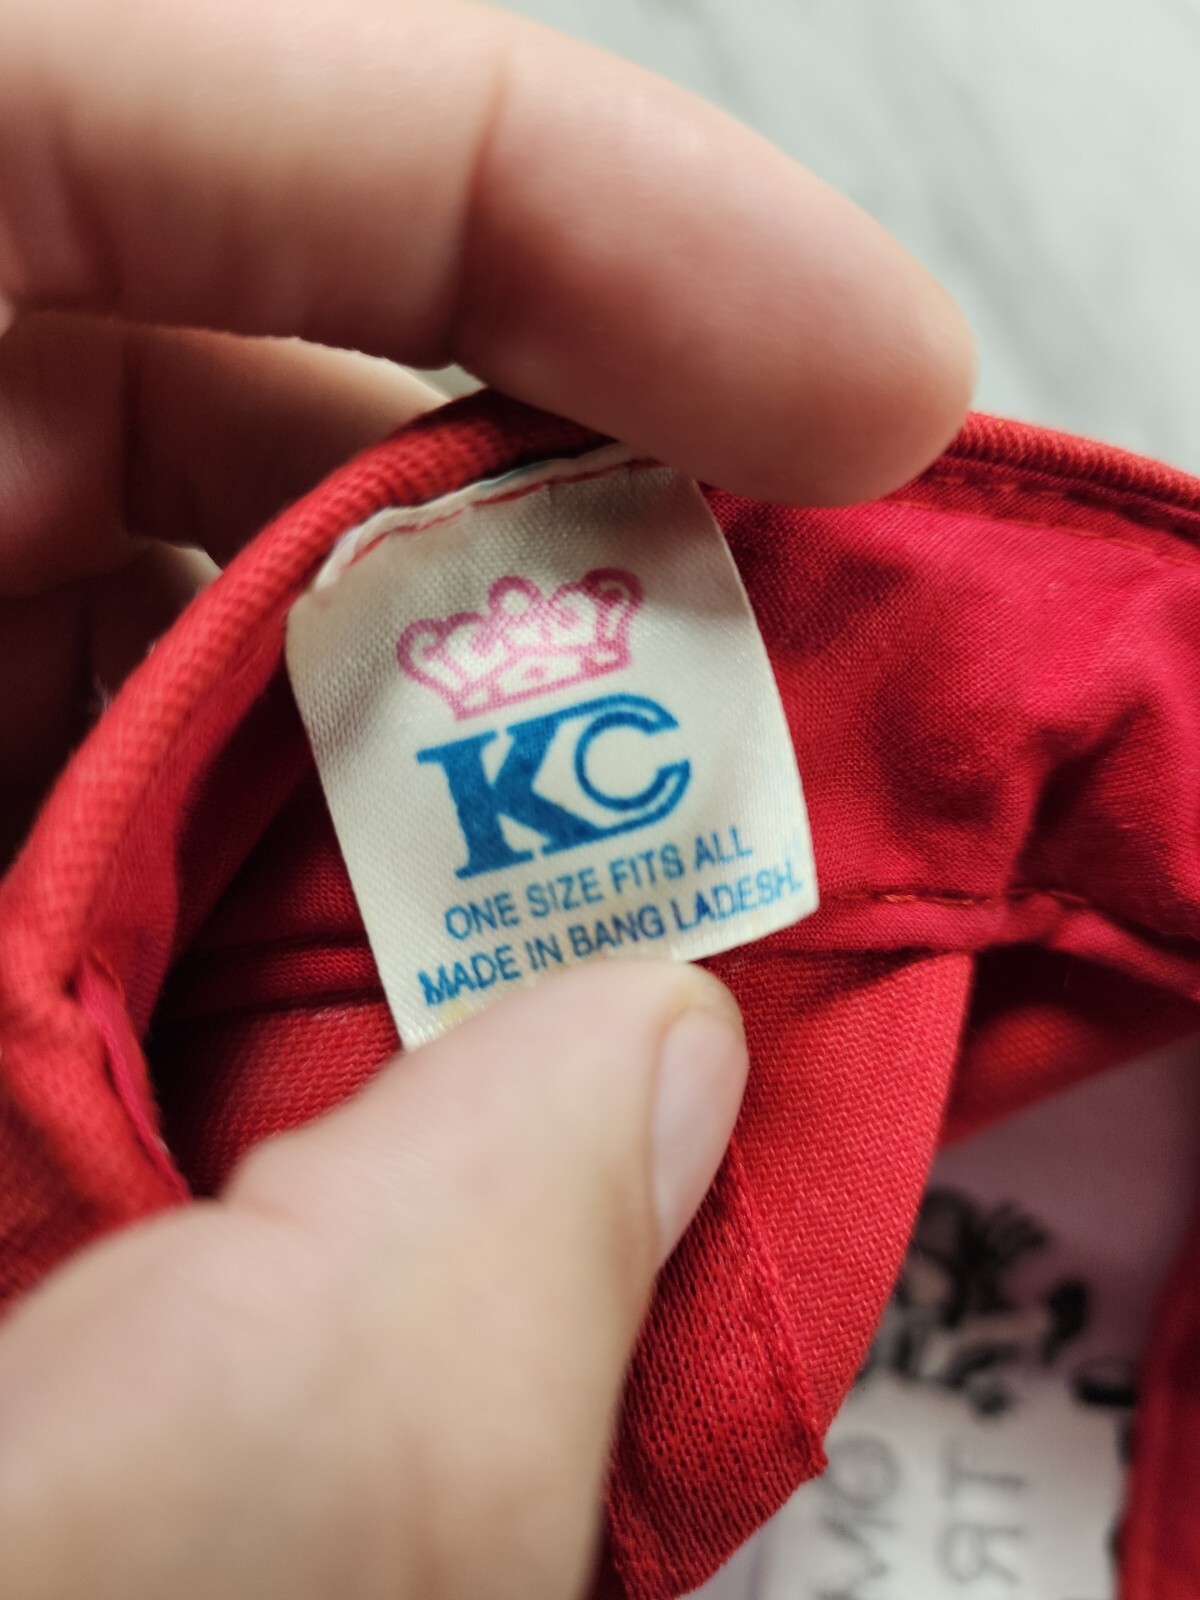 KC
ONE SIZE FITS ALL
MADE IN BANG LADESH.